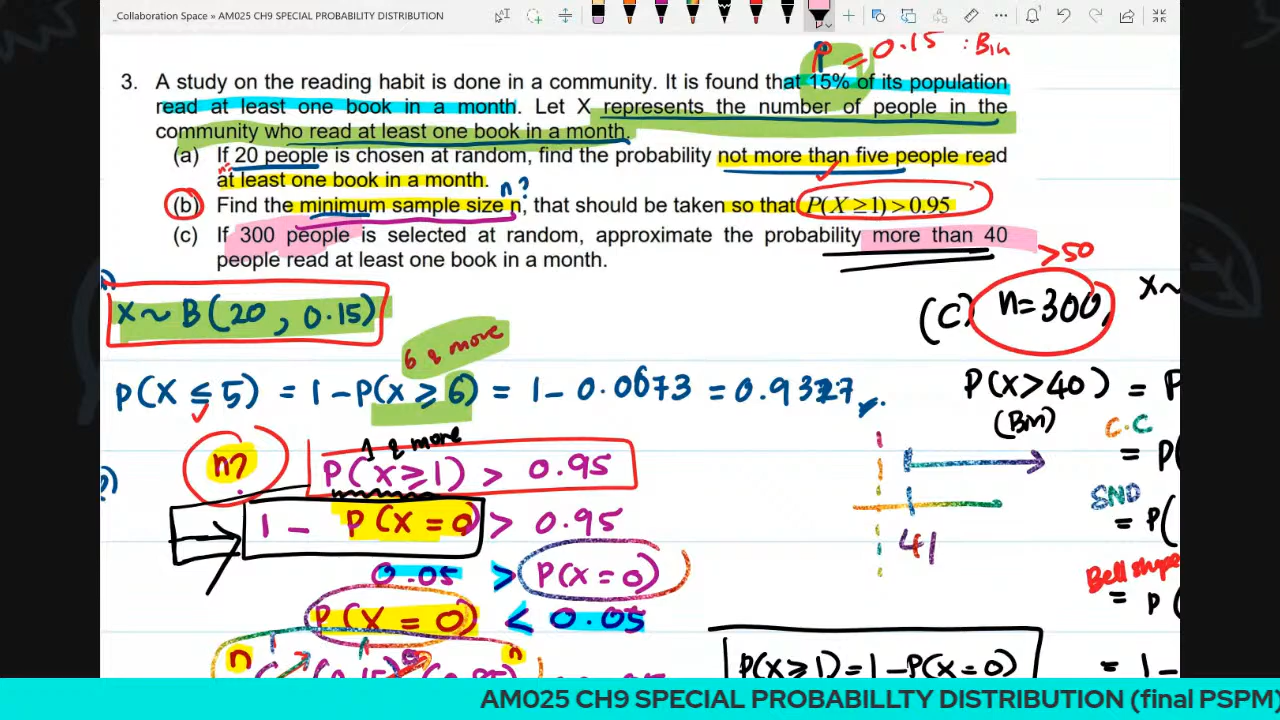 _Collaboration Space » AM025 CH9 SPECIAL PROBABILITY DISTRIBUTION
P = 0.15 : Bin
3. A study on the reading habit is done in a community. It is found that 15% of its population
read at least one book in a month. Let X represents the number of people in the
community who read at least one book in a month.
(a) If 20 people is chosen at random, find the probability not more than five people read
n=
at least one book in a month.
n?
(b) Find the minimum sample size n, that should be taken so that P(X ≥1) > 0.95
(c) If 300 people is selected at random, approximate the probability more than 40
people read at least one book in a month.
>50
X ~ B(20, 0.15)
(c) n=300, X~
6 & more
P(X ≤ 5) = 1-P(X ≥ 6) = 1- 0.0673 = 0.9327
P(X>40) = P
(Bin)
1 & more
C.C
n? P(X≥1) > 0.95
= P(
1 - P(X = 0) > 0.95
SND
= P(
41
0.05 > P(X = 0)
Bell shape
= P(
P(X = 0) < 0.05
P(X≥1) = 1-P(X=0)
= 1-
AM025 CH9 SPECIAL PROBABILLTY DISTRIBUTION (final PSPM)